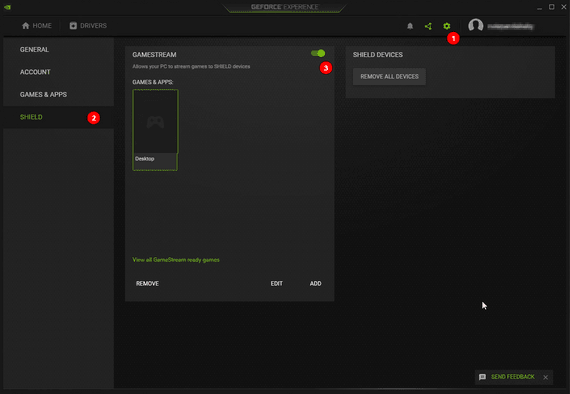 GEFORCE EXPERIENCE
HOME
DRIVERS
1
GENERAL
ACCOUNT
GAMES & APPS
SHIELD
2
GAMESTREAM
Allows your PC to stream games to SHIELD devices
3
GAMES & APPS:
Desktop
View all GameStream ready games
REMOVE
EDIT
ADD
SHIELD DEVICES
REMOVE ALL DEVICES
SEND FEEDBACK